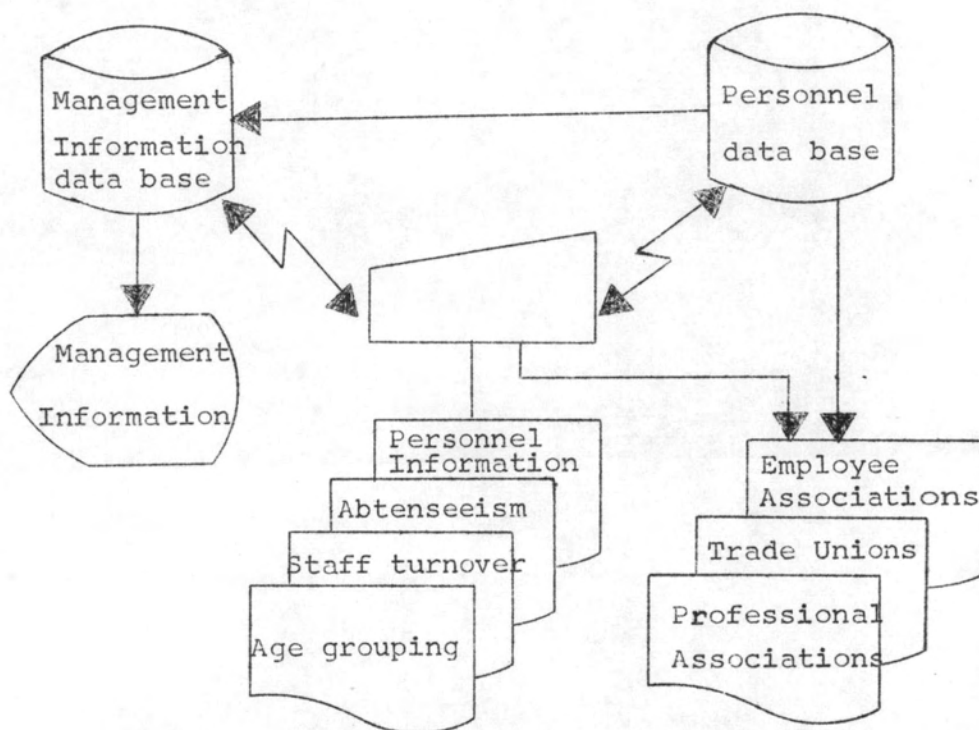 Management
Information
data base
Personnel
data base
Management
Information
Personnel
Information
Abtenseeism
Staff turnover
Age grouping
Employee
Associations
Trade Unions
Professional
Associations